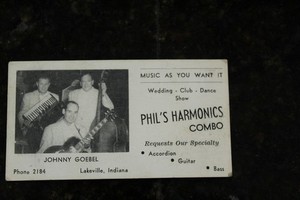 MUSIC AS YOU WANT IT
Wedding - Club - Dance
Show
PHIL'S HARMONICS
COMBO
Requests Our Specialty
• Accordion
• Guitar
• Bass
JOHNNY GOEBEL
Phone 2184 Lakeville, Indiana